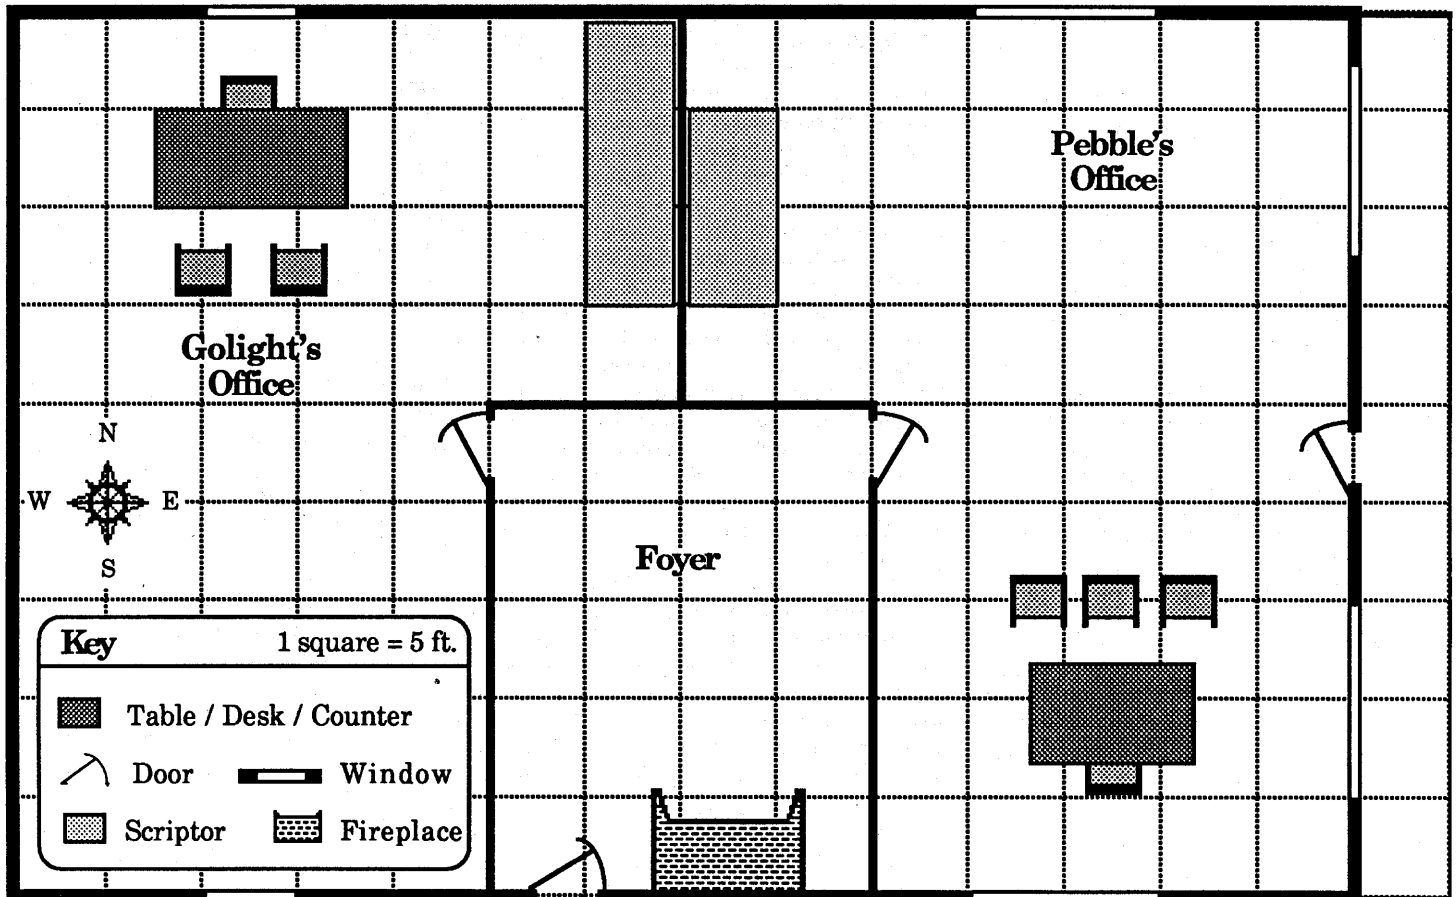 Pebble's
Office
Golight's
Office
N
W E
S
Foyer
Key 1 square = 5 ft.
Table / Desk / Counter
Door Window
Scriptor Fireplace